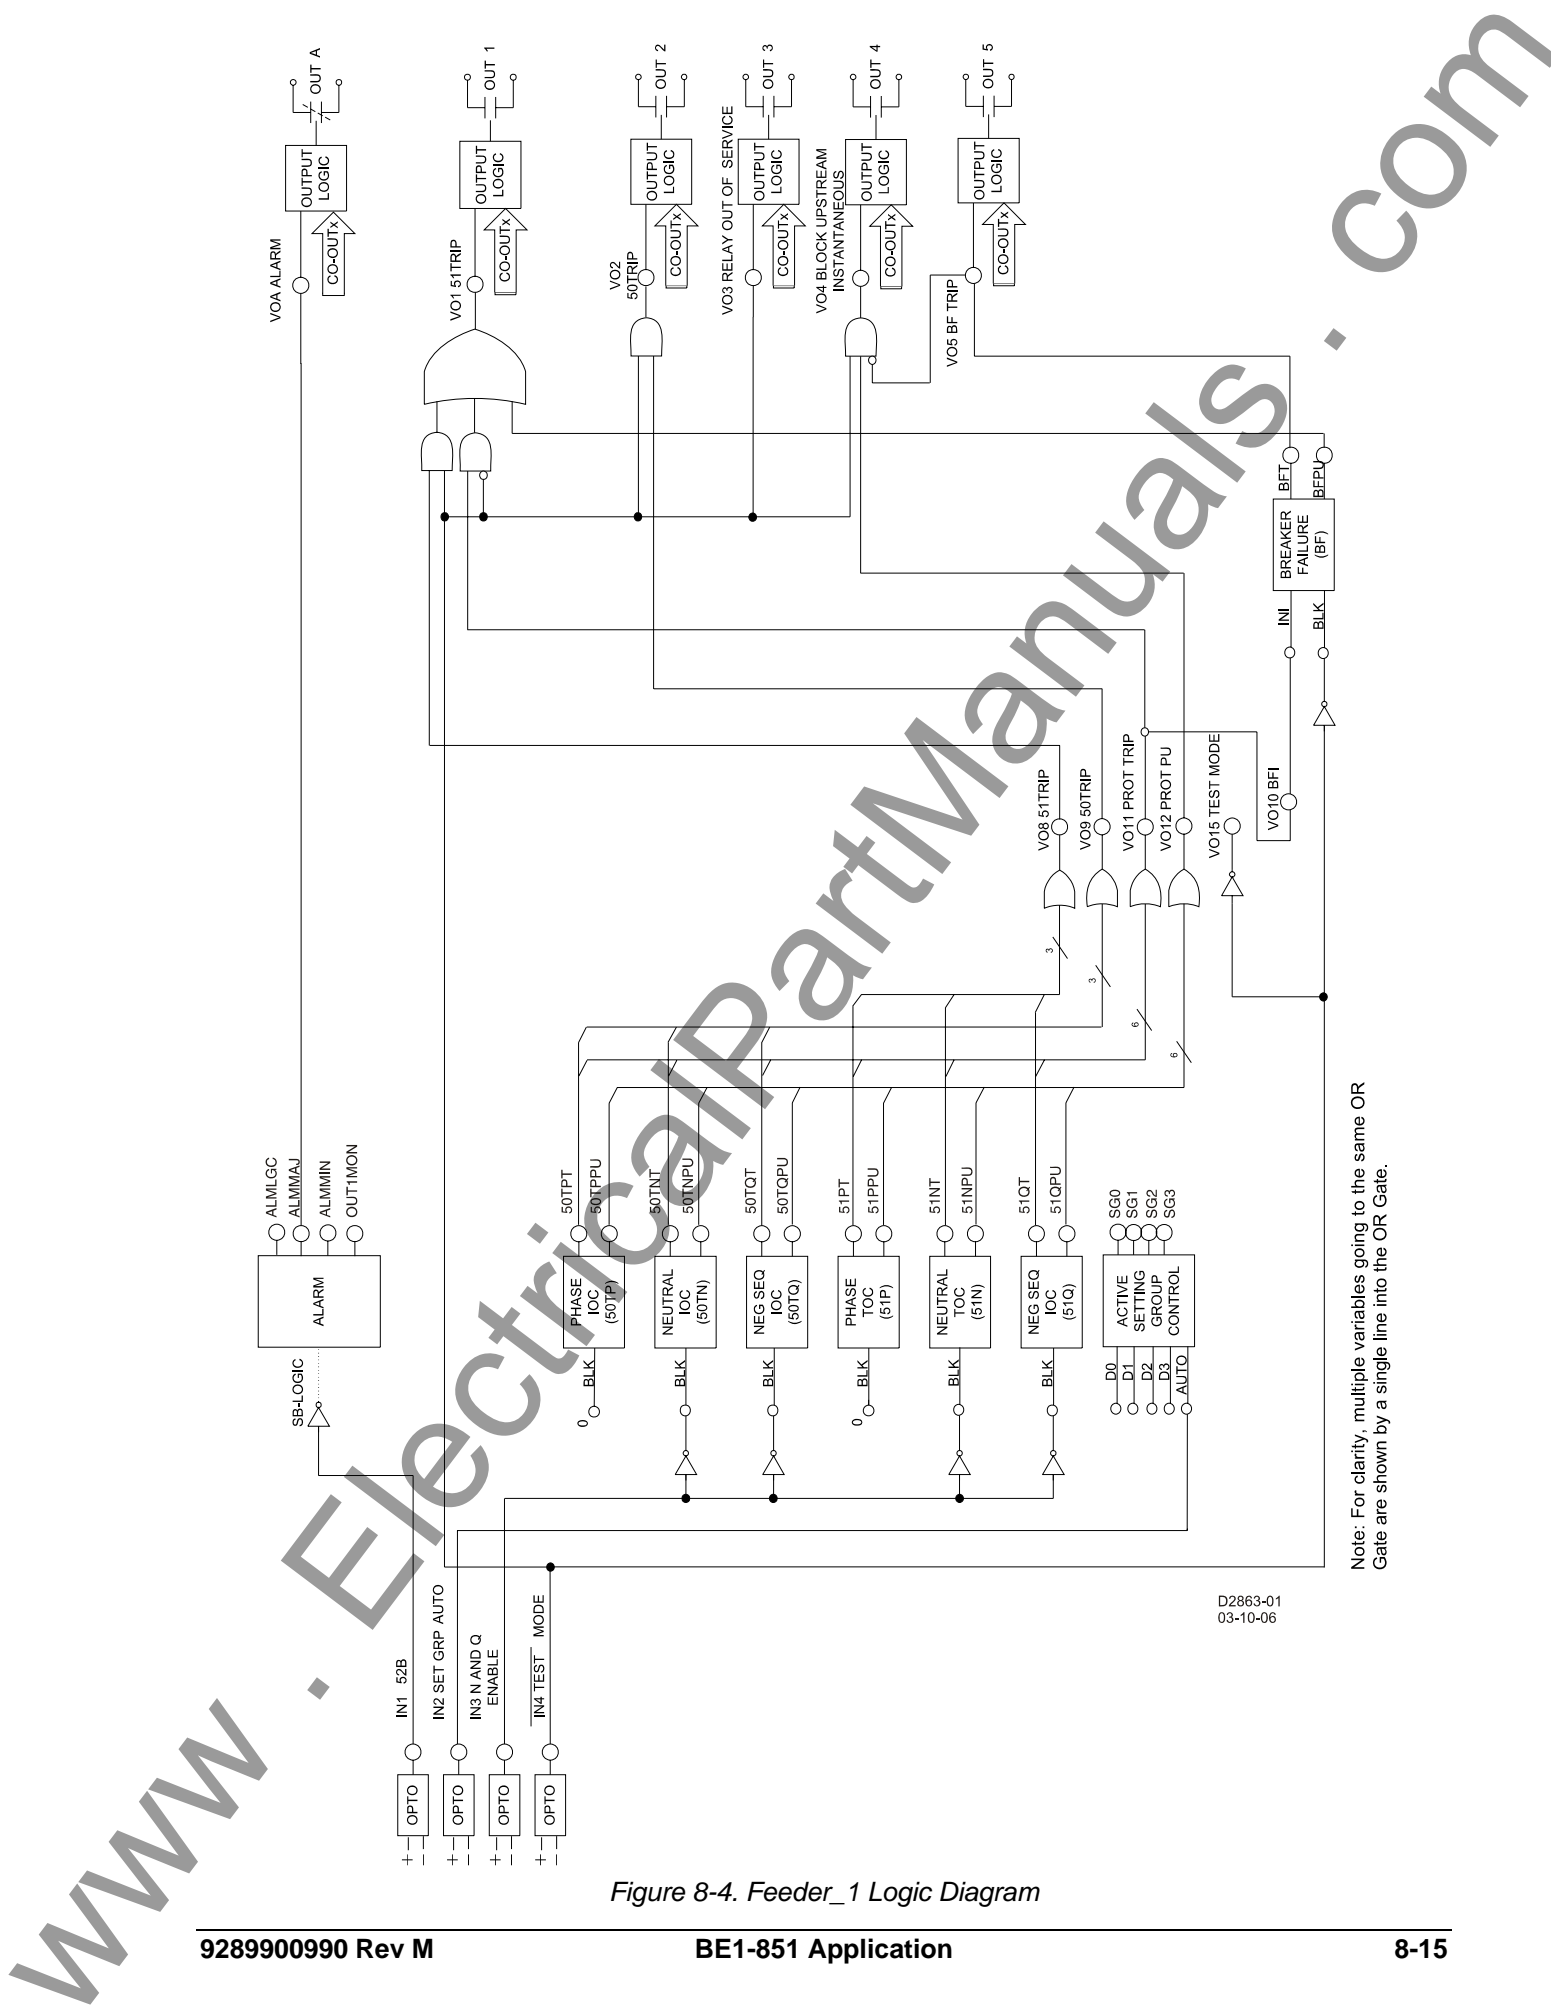 OUT A
OUT 1
OUT 2
OUT 3
OUT 4
OUT 5
OUTPUT
LOGIC
OUTPUT
LOGIC
OUTPUT
LOGIC
OUTPUT
LOGIC
OUTPUT
LOGIC
OUTPUT
LOGIC
CO-OUTx
CO-OUTx
CO-OUTx
CO-OUTx
CO-OUTx
CO-OUTx
VOA ALARM
VO1 51TRIP
VO2
50TRIP
VO3 RELAY OUT OF SERVICE
VO4 BLOCK UPSTREAM
INSTANTANEOUS
VO5 BF TRIP
BFT
BFPU
BREAKER
FAILURE
(BF)
INI
BLK
VO8 51TRIP
VO9 50TRIP
VO11 PROT TRIP
VO12 PROT PU
VO15 TEST MODE
VO10 BFI
3
3
6
6
ALMLGC
ALMMAJ
ALMMIN
OUT1MON
ALARM
SB-LOGIC
50TPT
50TPPU
50TNT
50TNPU
50TQT
50TQPU
51PT
51PPU
51NT
51NPU
51QT
51QPU
SG0
SG1
SG2
SG3
PHASE
IOC
(50TP)
NEUTRAL
IOC
(50TN)
NEG SEQ
IOC
(50TQ)
PHASE
TOC
(51P)
NEUTRAL
TOC
(51N)
NEG SEQ
IOC
(51Q)
ACTIVE
SETTING
GROUP
CONTROL
BLK
BLK
BLK
BLK
BLK
BLK
0
0
D0
D1
D2
D3
AUTO
IN1 52B
IN2 SET GRP AUTO
IN3 N AND Q
ENABLE
IN4 TEST MODE
OPTO
OPTO
OPTO
OPTO
+ –
+ –
+ –
+ –
Note: For clarity, multiple variables going to the same OR
Gate are shown by a single line into the OR Gate.
D2863-01
03-10-06
Figure 8-4. Feeder_1 Logic Diagram
9289900990 Rev M
BE1-851 Application
8-15
www . ElectricalPartManuals . com